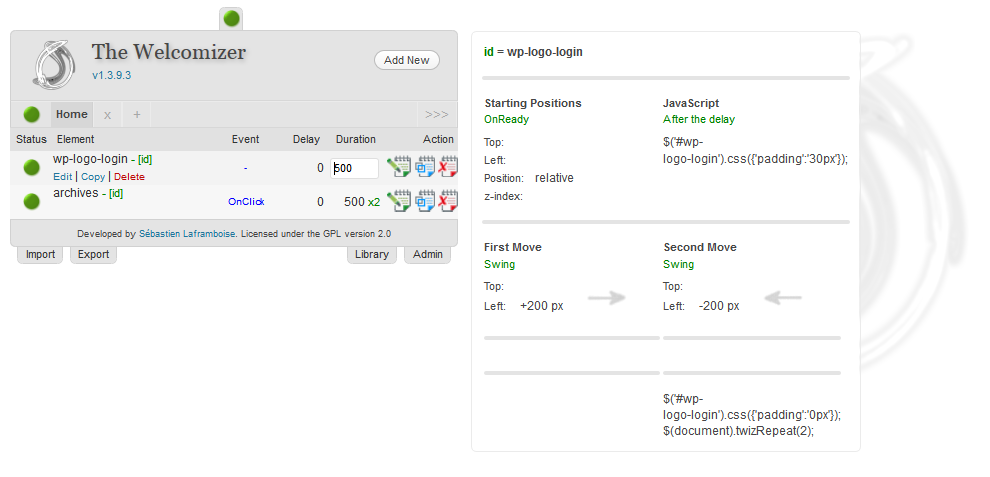 The Welcomizer
v1.3.9.3
Add New
Home x + >>>
Status Element Event Delay Duration Action
wp-logo-login - [id] - 0 500
Edit | Copy | Delete
archives - [id] OnClick 0 500 x2
Developed by Sébastien Laframboise. Licensed under the GPL version 2.0
Import Export Library Admin
id = wp-logo-login
Starting Positions
OnReady
Top:
Left:
Position: relative
z-index:
JavaScript
After the delay
$('#wp-
logo-login').css({'padding':'30px'});
First Move
Swing
Top:
Left: +200 px
Second Move
Swing
Top:
Left: -200 px
$('#wp-
logo-login').css({'padding':'0px'});
$(document).twizRepeat(2);